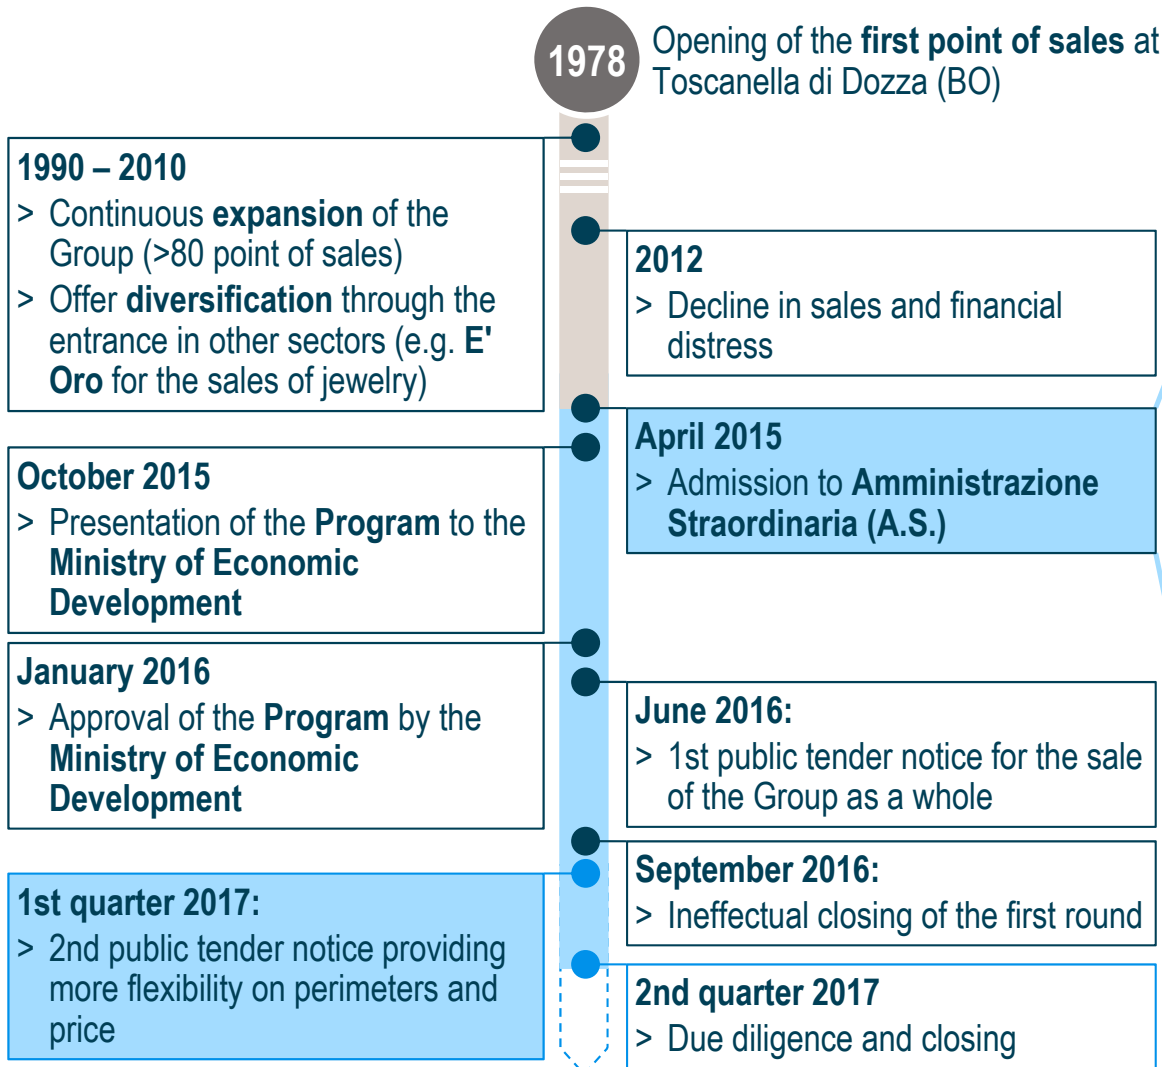 1978
Opening of the first point of sales at
Toscanella di Dozza (BO)
1990 – 2010
> Continuous expansion of the
Group (>80 point of sales)
> Offer diversification through the
entrance in other sectors (e.g. E'
Oro for the sales of jewelry)
2012
> Decline in sales and financial
distress
April 2015
> Admission to Amministrazione
Straordinaria (A.S.)
October 2015
> Presentation of the Program to the
Ministry of Economic
Development
January 2016
> Approval of the Program by the
Ministry of Economic
Development
June 2016:
> 1st public tender notice for the sale
of the Group as a whole
September 2016:
> Ineffectual closing of the first round
1st quarter 2017:
> 2nd public tender notice providing
more flexibility on perimeters and
price
2nd quarter 2017
> Due diligence and closing